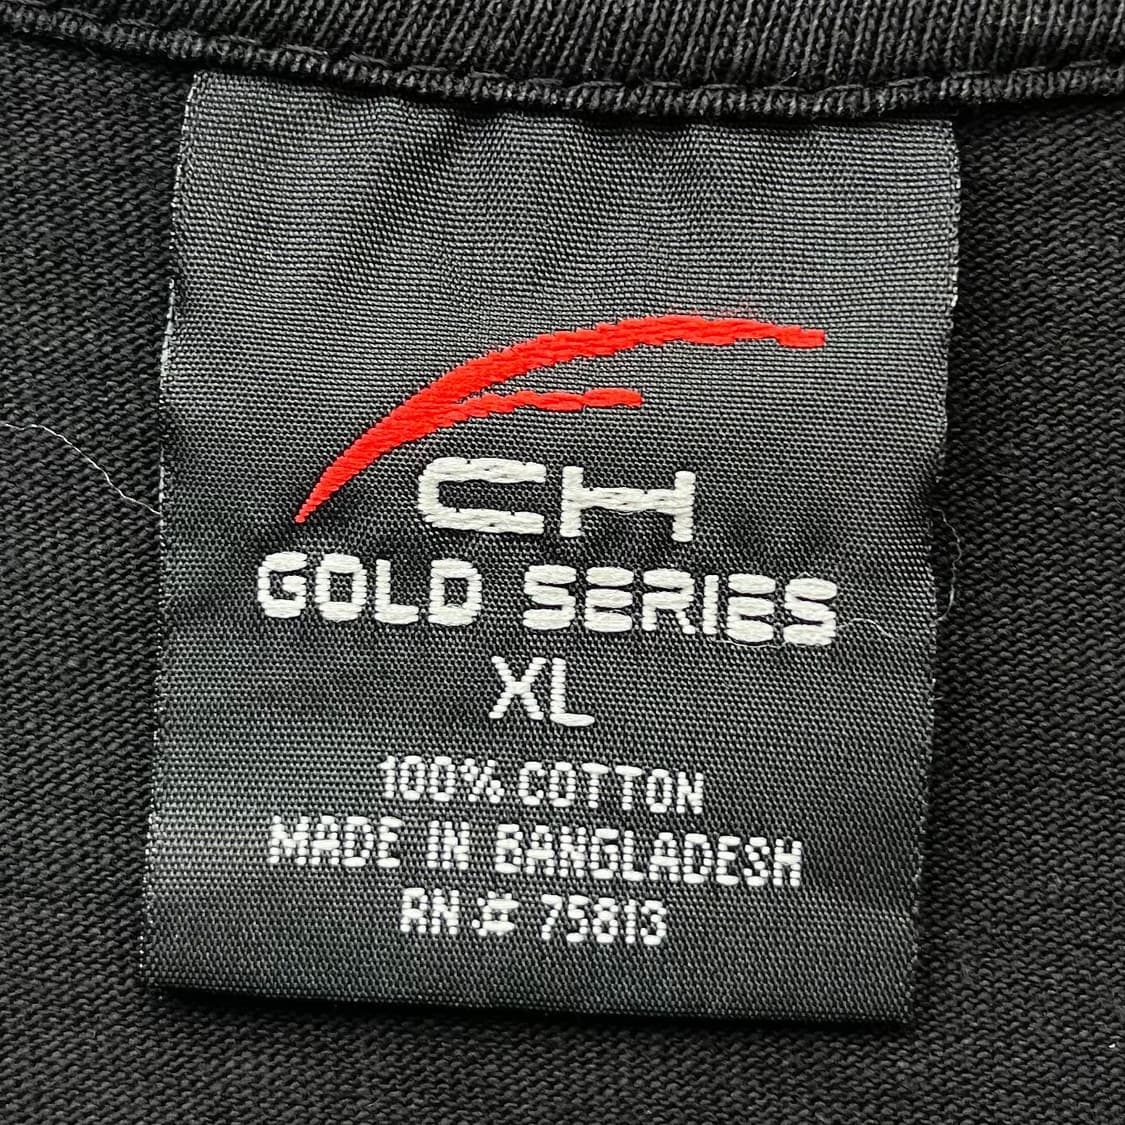 CH
GOLD SERIES
XL
100% COTTON
MADE IN BANGLADESH
RN # 75813